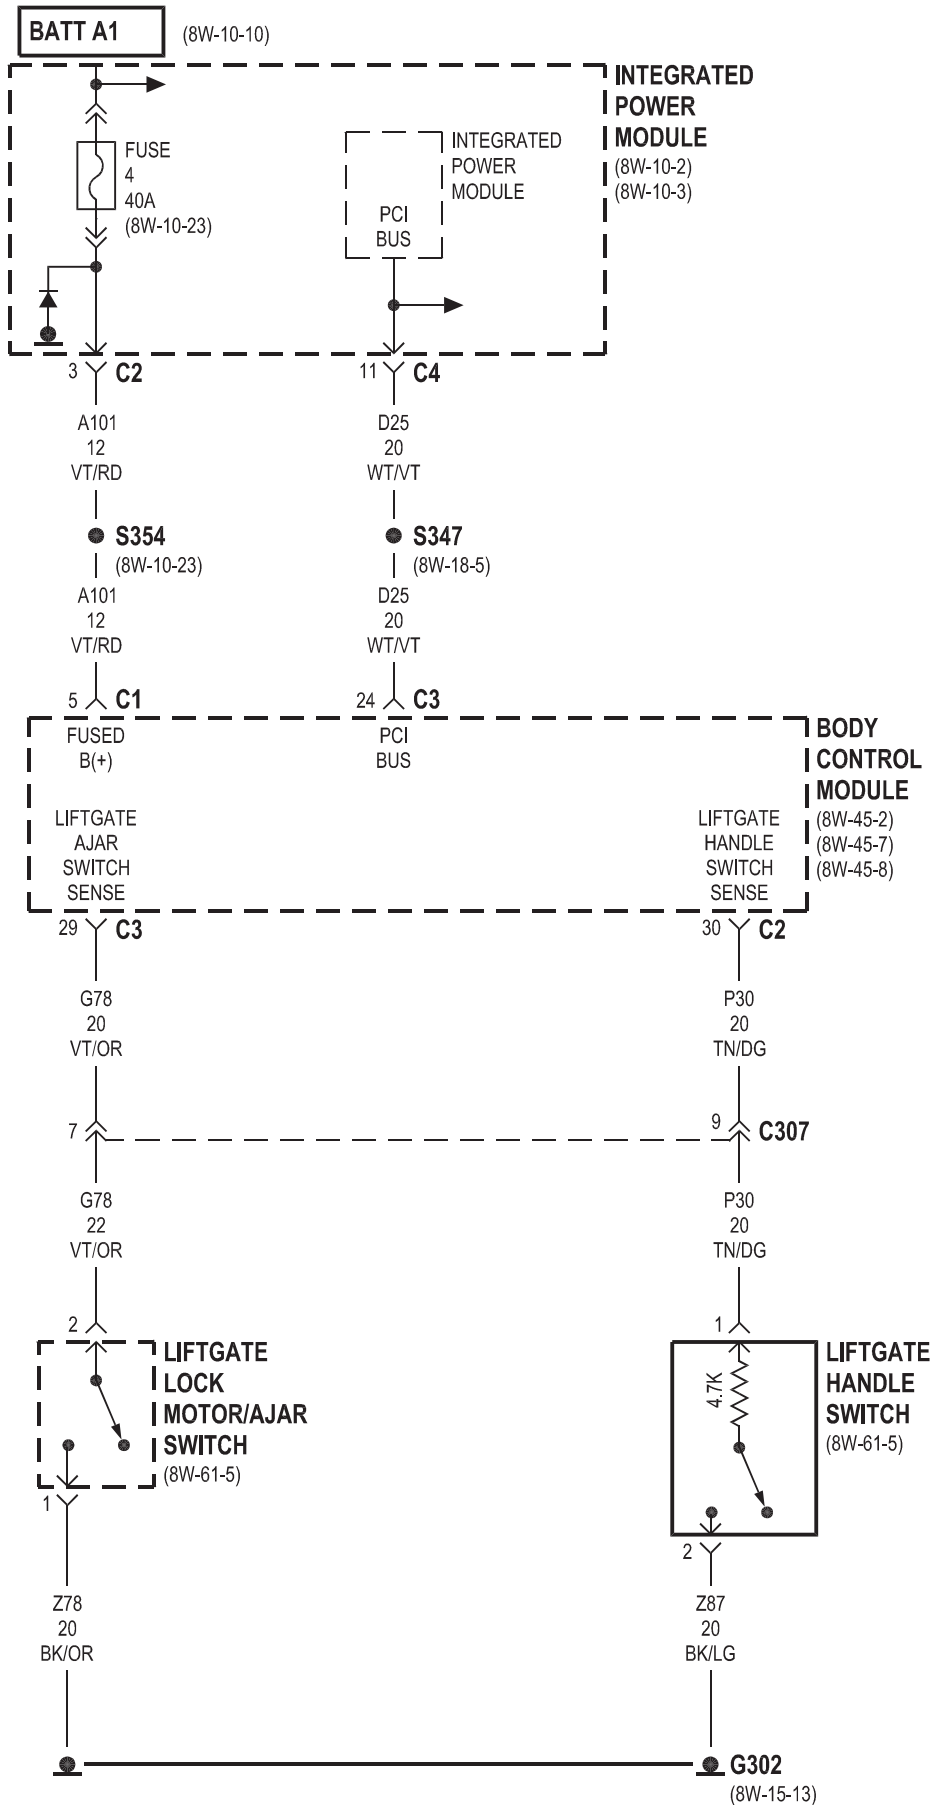 BATT A1
(8W-10-10)
INTEGRATED
POWER
MODULE
(8W-10-2)
(8W-10-3)
FUSE
4
40A
(8W-10-23)
INTEGRATED
POWER
MODULE
PCI
BUS
3
C2
11
C4
A101
12
VT/RD
D25
20
WT/VT
S354
(8W-10-23)
S347
(8W-18-5)
A101
12
VT/RD
D25
20
WT/VT
5
C1
24
C3
FUSED
B(+)
PCI
BUS
BODY
CONTROL
MODULE
(8W-45-2)
(8W-45-7)
(8W-45-8)
LIFTGATE
AJAR
SWITCH
SENSE
LIFTGATE
HANDLE
SWITCH
SENSE
29
C3
30
C2
G78
20
VT/OR
P30
20
TN/DG
7
9
C307
G78
22
VT/OR
P30
20
TN/DG
2
1
LIFTGATE
LOCK
MOTOR/AJAR
SWITCH
(8W-61-5)
4.7K
LIFTGATE
HANDLE
SWITCH
(8W-61-5)
1
2
Z78
20
BK/OR
Z87
20
BK/LG
G302
(8W-15-13)